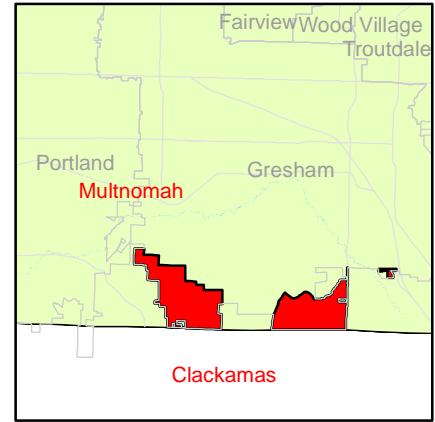 Fairview Wood Village
Troutdale
Portland
Gresham
Multnomah
Clackamas